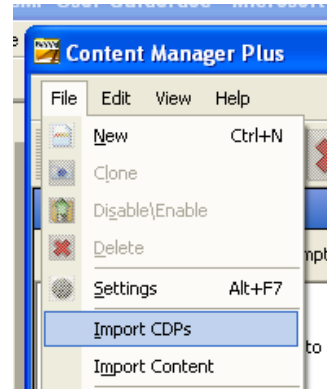 Content Manager Plus
File Edit View Help
New Ctrl+N
Clone
Disable\Enable
Delete
Settings Alt+F7
Import CDPs
Import Content
to